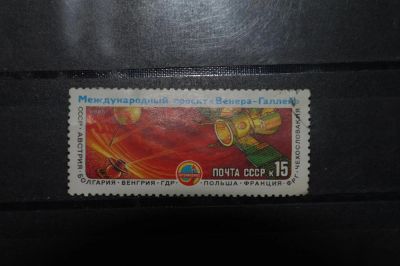 Международный проект «Венера-Галлей»
СССР·АВСТРИЯ·БОЛГАРИЯ·ВЕНГРИЯ·ГДР·ПОЛЬША·ФРАНЦИЯ·ФРГ·ЧЕХОСЛОВАКИЯ
ПОЧТА СССР К 15